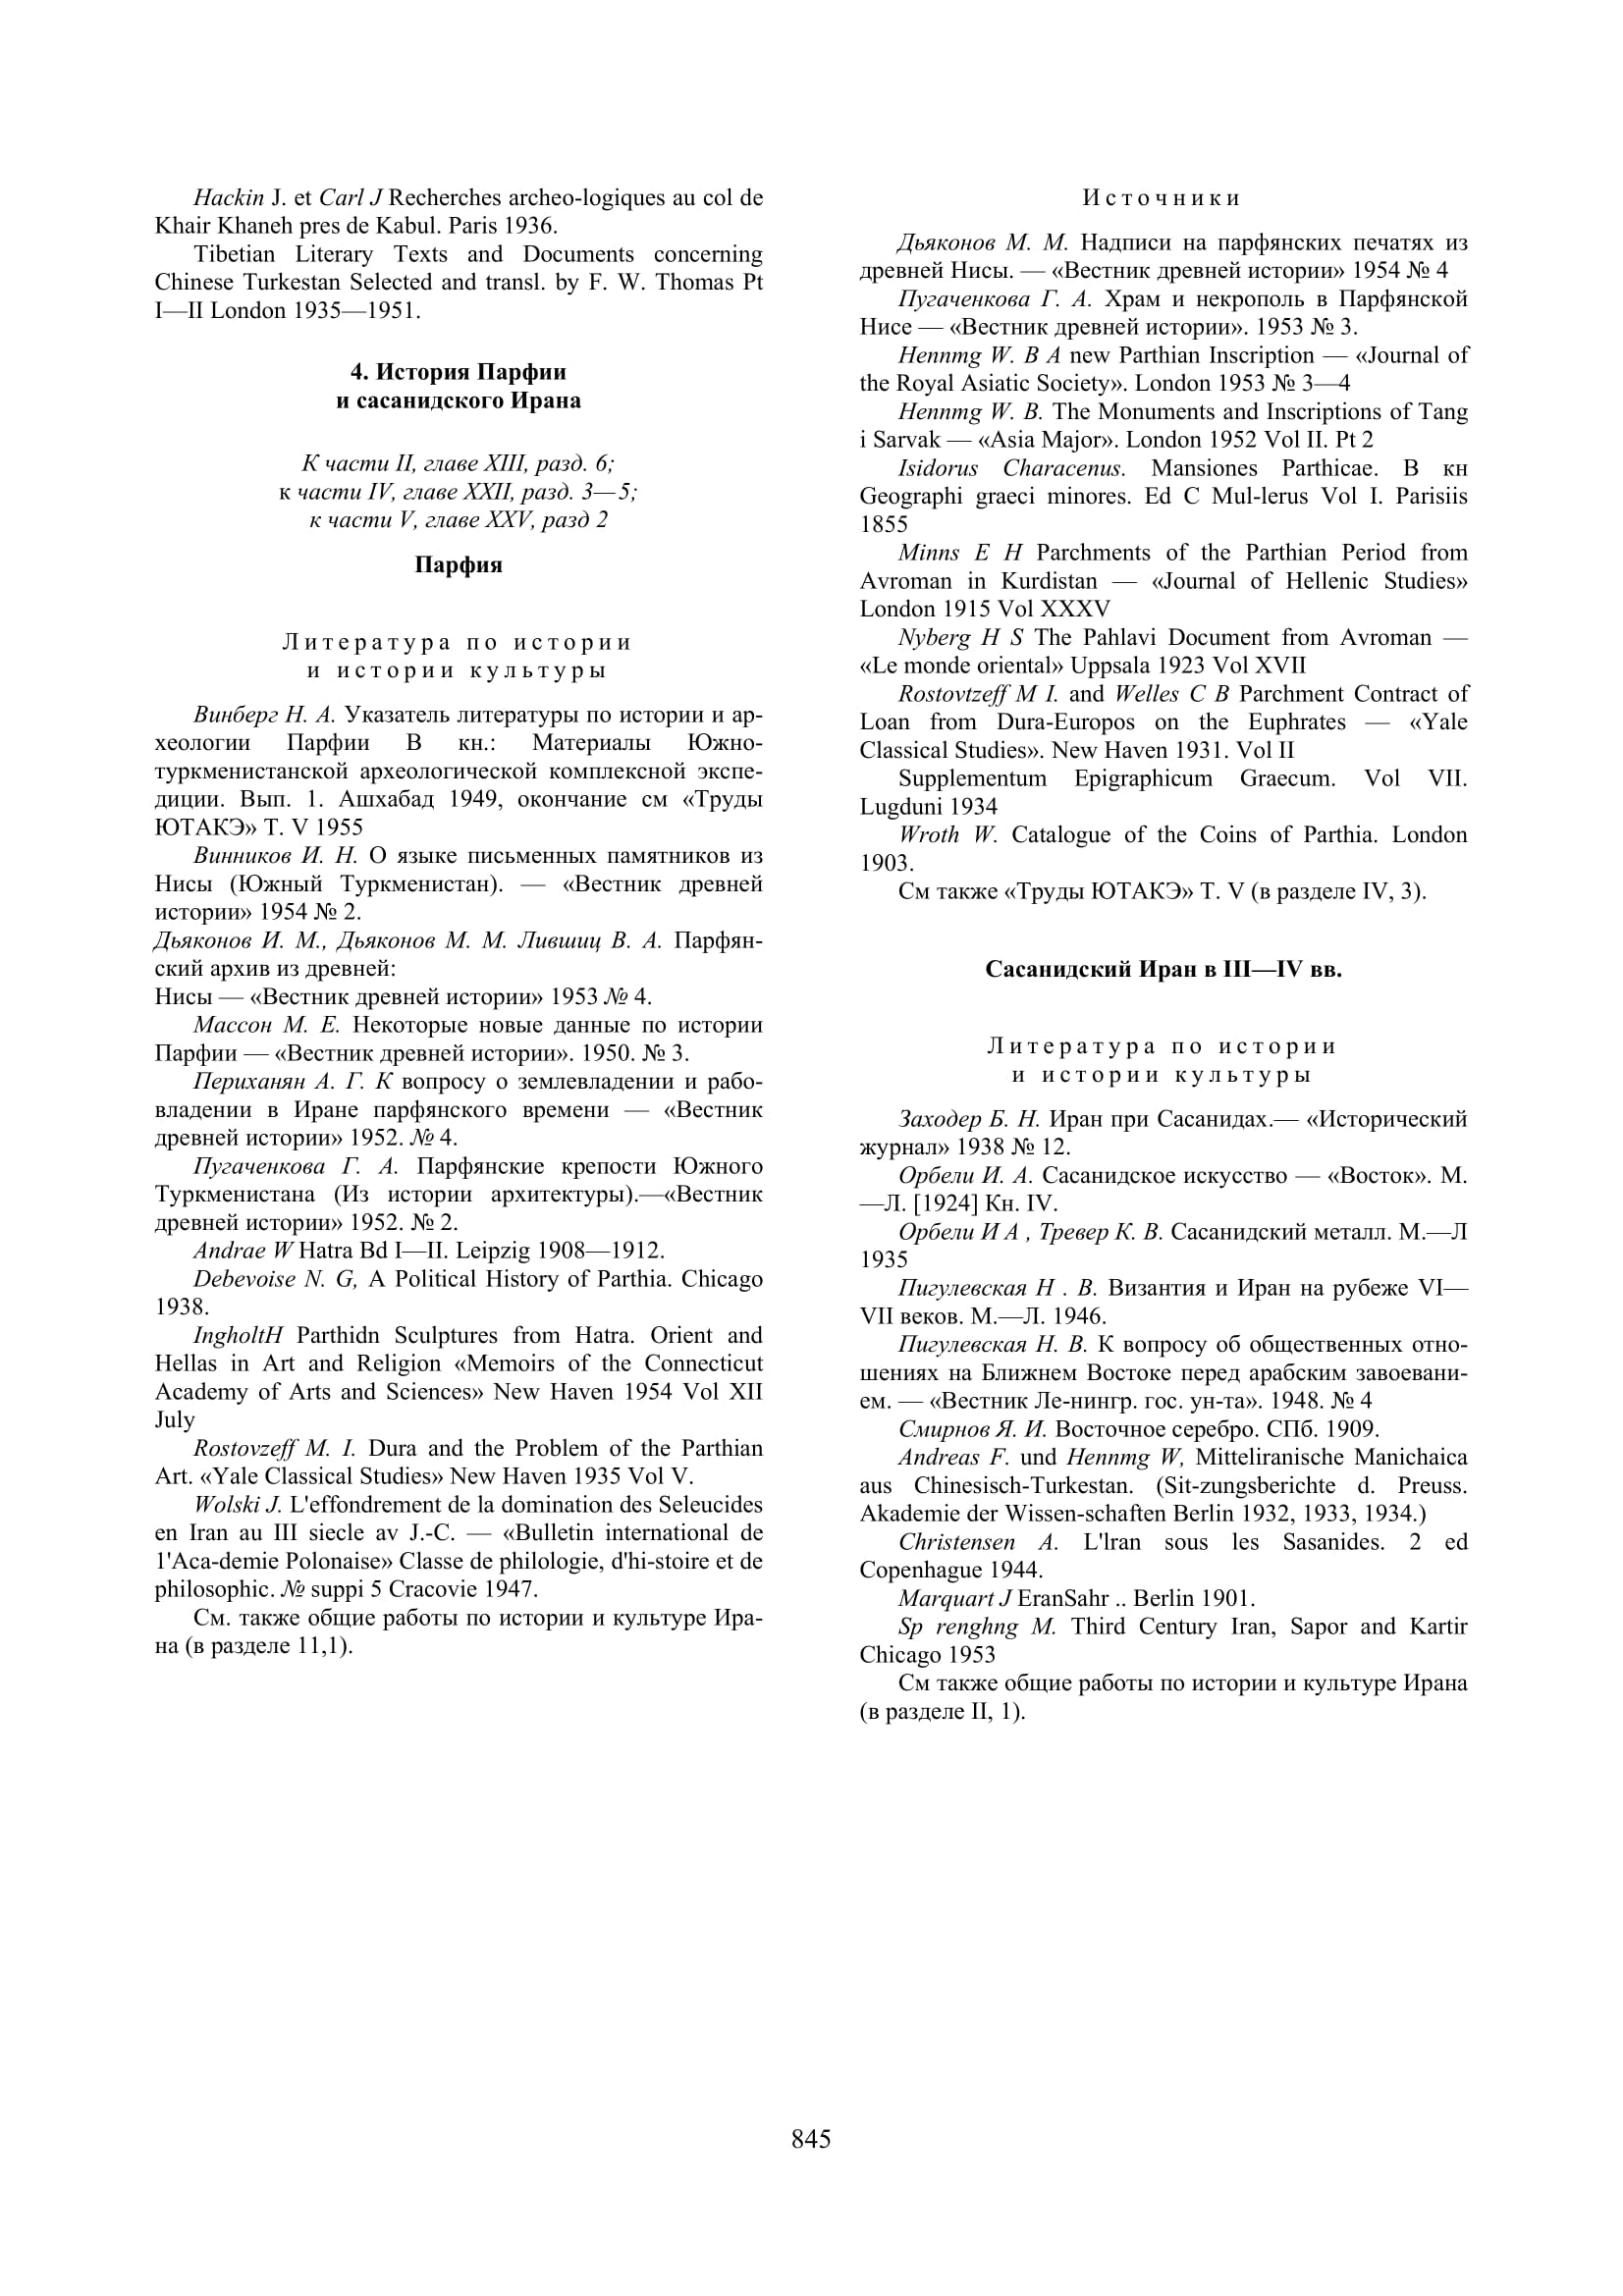 Hackin J. et Carl J Recherches archeo-logiques au col de
Khair Khaneh pres de Kabul. Paris 1936.
Tibetian Literary Texts and Documents concerning
Chinese Turkestan Selected and transl. by F. W. Thomas Pt
I—II London 1935—1951.
4. История Парфии
и сасанидского Ирана
К части II, главе XIII, разд. 6;
к части IV, главе XXII, разд. 3—5;
к части V, главе XXV, разд 2
Парфия
Литература по истории
и истории культуры
Винберг Н. А. Указатель литературы по истории и ар-
хеологии Парфии В кн.: Материалы Южно-
туркменистанской археологической комплексной экспе-
диции. Вып. 1. Ашхабад 1949, окончание см «Труды
ЮТАКЭ» Т. V 1955
Винников И. Н. О языке письменных памятников из
Нисы (Южный Туркменистан). — «Вестник древней
истории» 1954 № 2.
Дьяконов И. М., Дьяконов М. М. Лившиц В. А. Парфян-
ский архив из древней:
Нисы — «Вестник древней истории» 1953 № 4.
Массон М. Е. Некоторые новые данные по истории
Парфии — «Вестник древней истории». 1950. № 3.
Периханян А. Г. К вопросу о землевладении и рабо-
владении в Иране парфянского времени — «Вестник
древней истории» 1952. № 4.
Пугаченкова Г. А. Парфянские крепости Южного
Туркменистана (Из истории архитектуры).—«Вестник
древней истории» 1952. № 2.
Andrae W Hatra Bd I—II. Leipzig 1908—1912.
Debevoise N. G, A Political History of Parthia. Chicago
1938.
IngholtH Parthidn Sculptures from Hatra. Orient and
Hellas in Art and Religion «Memoirs of the Connecticut
Academy of Arts and Sciences» New Haven 1954 Vol XII
July
Rostovzeff M. I. Dura and the Problem of the Parthian
Art. «Yale Classical Studies» New Haven 1935 Vol V.
Wolski J. L'effondrement de la domination des Seleucides
en Iran au III siecle av J.-C. — «Bulletin international de
1'Aca-demie Polonaise» Classe de philologie, d'hi-stoire et de
philosophic. № suppi 5 Cracovie 1947.
См. также общие работы по истории и культуре Ира-
на (в разделе 11,1).
Источники
Дьяконов М. М. Надписи на парфянских печатях из
древней Нисы. — «Вестник древней истории» 1954 № 4
Пугаченкова Г. А. Храм и некрополь в Парфянской
Нисе — «Вестник древней истории». 1953 № 3.
Hennmg W. B A new Parthian Inscription — «Journal of
the Royal Asiatic Society». London 1953 № 3—4
Hennmg W. B. The Monuments and Inscriptions of Tang
i Sarvak — «Asia Major». London 1952 Vol II. Pt 2
Isidorus Characenus. Mansiones Parthicae. В кн
Geographi graeci minores. Ed C Mul-lerus Vol I. Parisiis
1855
Minns E H Parchments of the Parthian Period from
Avroman in Kurdistan — «Journal of Hellenic Studies»
London 1915 Vol XXXV
Nyberg H S The Pahlavi Document from Avroman —
«Le monde oriental» Uppsala 1923 Vol XVII
Rostovtzeff M I. and Welles C B Parchment Contract of
Loan from Dura-Europos on the Euphrates — «Yale
Classical Studies». New Haven 1931. Vol II
Supplementum Epigraphicum Graecum. Vol VII.
Lugduni 1934
Wroth W. Catalogue of the Coins of Parthia. London
1903.
См также «Труды ЮТАКЭ» Т. V (в разделе IV, 3).
Сасанидский Иран в III—IV вв.
Литература по истории
и истории культуры
Заходер Б. Н. Иран при Сасанидах.— «Исторический
журнал» 1938 № 12.
Орбели И. А. Сасанидское искусство — «Восток». М.
—Л. [1924] Кн. IV.
Орбели И А , Тревер К. В. Сасанидский металл. М.—Л
1935
Пигулевская Н . В. Византия и Иран на рубеже VI—
VII веков. М.—Л. 1946.
Пигулевская Н. В. К вопросу об общественных отно-
шениях на Ближнем Востоке перед арабским завоевани-
ем. — «Вестник Ле-нингр. гос. ун-та». 1948. № 4
Смирнов Я. И. Восточное серебро. СПб. 1909.
Andreas F. und Hennmg W, Mitteliranische Manichaica
aus Chinesisch-Turkestan. (Sit-zungsberichte d. Preuss.
Akademie der Wissen-schaften Berlin 1932, 1933, 1934.)
Christensen A. L'lran sous les Sasanides. 2 ed
Copenhague 1944.
Marquart J EranSahr .. Berlin 1901.
Sp renghng M. Third Century Iran, Sapor and Kartir
Chicago 1953
См также общие работы по истории и культуре Ирана
(в разделе II, 1).
845